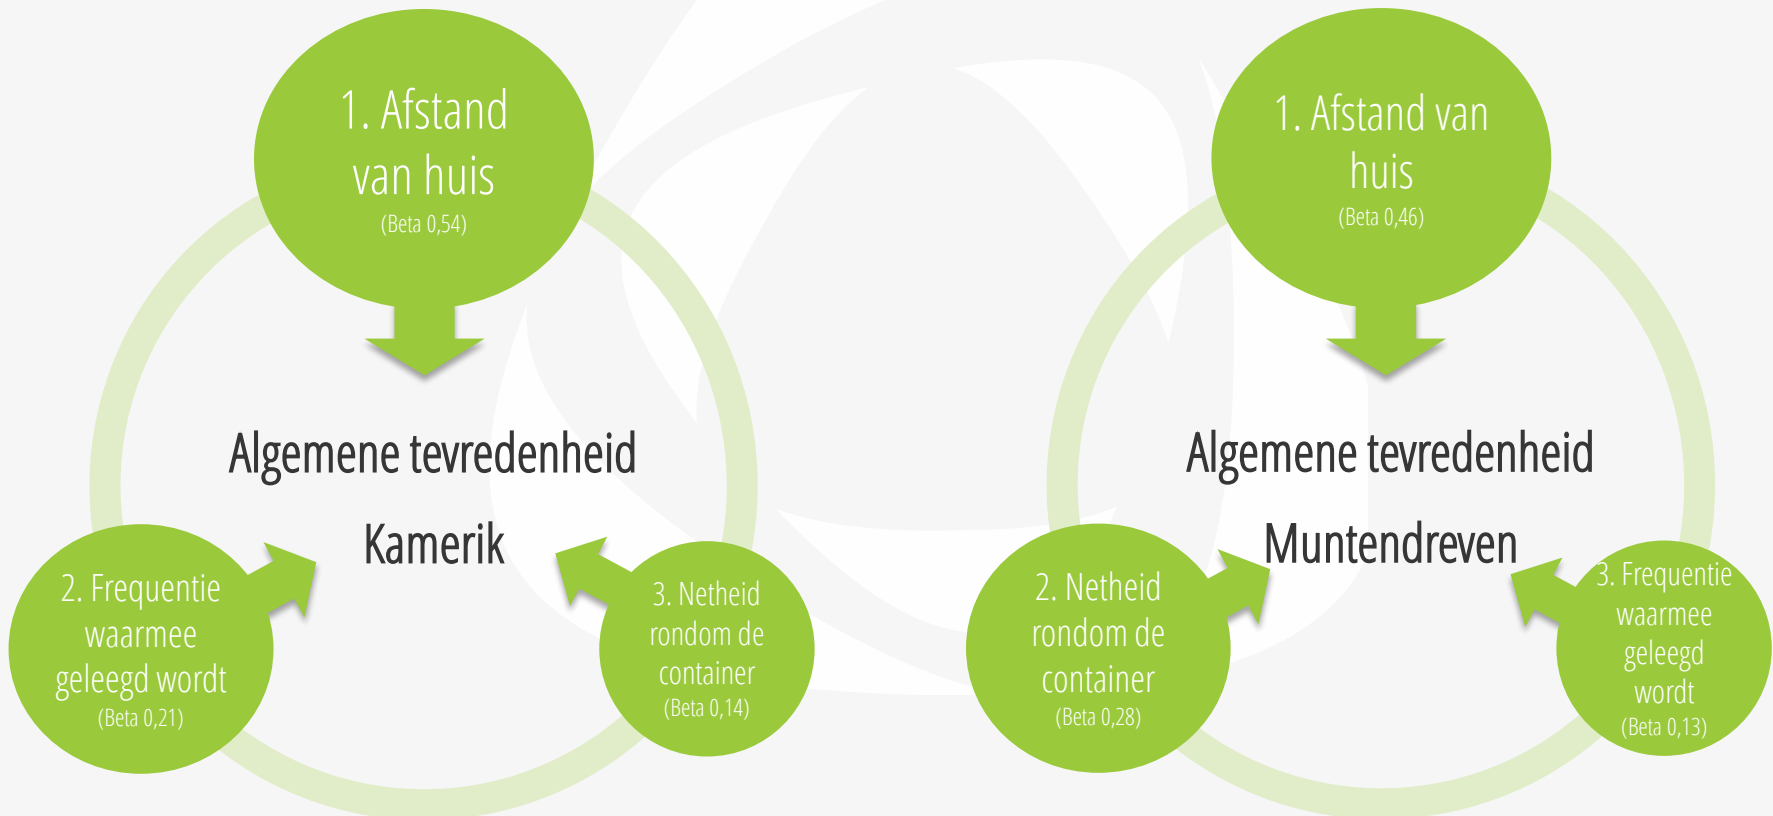 1. Afstand
van huis
(Beta 0,54)
Algemene tevredenheid
Kamerik
2. Frequentie
waarmee
geleegd wordt
(Beta 0,21)
3. Netheid
rondom de
container
(Beta 0,14)
1. Afstand van
huis
(Beta 0,46)
Algemene tevredenheid
Muntendreven
2. Netheid
rondom de
container
(Beta 0,28)
3. Frequentie
waarmee
geleegd
wordt
(Beta 0,13)